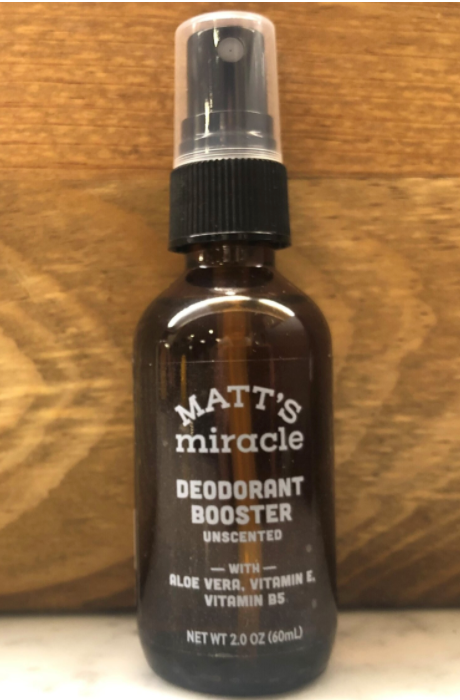 MATT'S
miracle
DEODORANT
BOOSTER
UNSCENTED
— WITH —
ALOE VERA, VITAMIN E,
VITAMIN B5
NET WT 2.0 OZ (60mL)